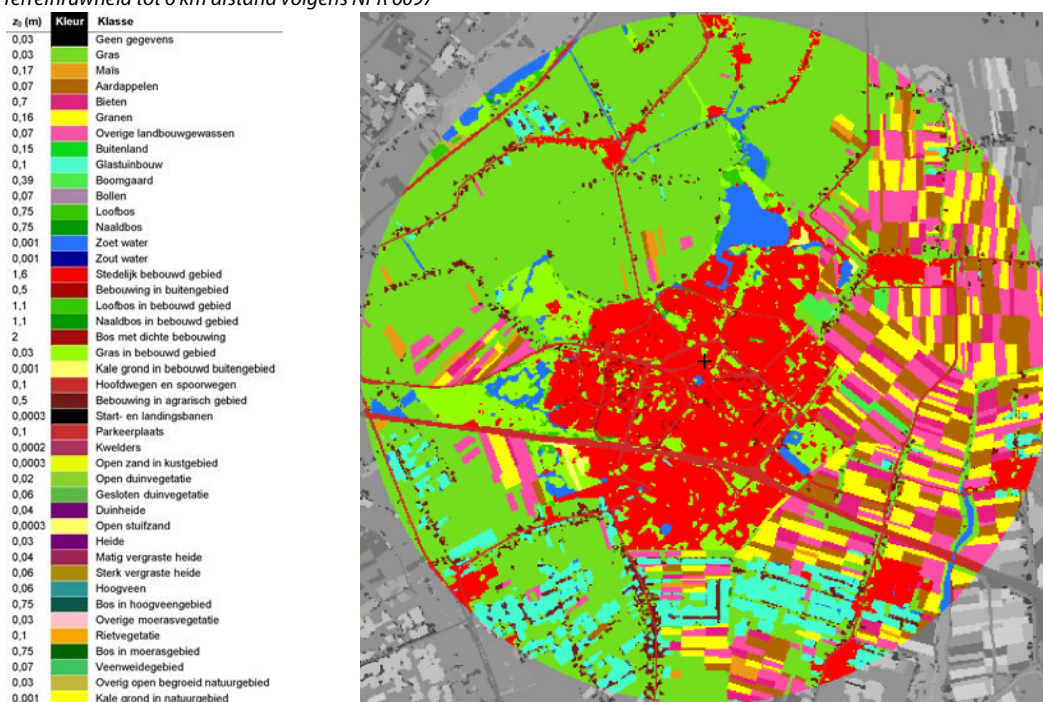 Terreinruwheid tot 6 km afstand volgens NPR 6097
z₀ (m) Kleur Klasse
0,03 Geen gegevens
0,03 Gras
0,17 Maïs
0,07 Aardappelen
0,7 Bieten
0,16 Granen
0,07 Overige landbouwgewassen
0,15 Buitenland
0,1 Glastuinbouw
0,39 Boomgaard
0,07 Bollen
0,75 Loofbos
0,75 Naaldbos
0,001 Zoet water
0,001 Zout water
1,6 Stedelijk bebouwd gebied
0,5 Bebouwing in buitengebied
1,1 Loofbos in bebouwd gebied
1,1 Naaldbos in bebouwd gebied
2 Bos met dichte bebouwing
0,03 Gras in bebouwd gebied
0,001 Kale grond in bebouwd buitengebied
0,1 Hoofdwegen en spoorwegen
0,5 Bebouwing in agrarisch gebied
0,0003 Start- en landingsbanen
0,1 Parkeerplaats
0,0002 Kwelders
0,0003 Open zand in kustgebied
0,02 Open duinvegetatie
0,06 Gesloten duinvegetatie
0,04 Duinheide
0,0003 Open stuifzand
0,03 Heide
0,04 Matig vergraste heide
0,06 Sterk vergraste heide
0,06 Hoogveen
0,75 Bos in hoogveengebied
0,03 Overige moerasvegetatie
0,1 Rietvegetatie
0,75 Bos in moerasgebied
0,07 Veenweidegebied
0,03 Overig open begroeid natuurgebied
0,001 Kale grond in natuurgebied